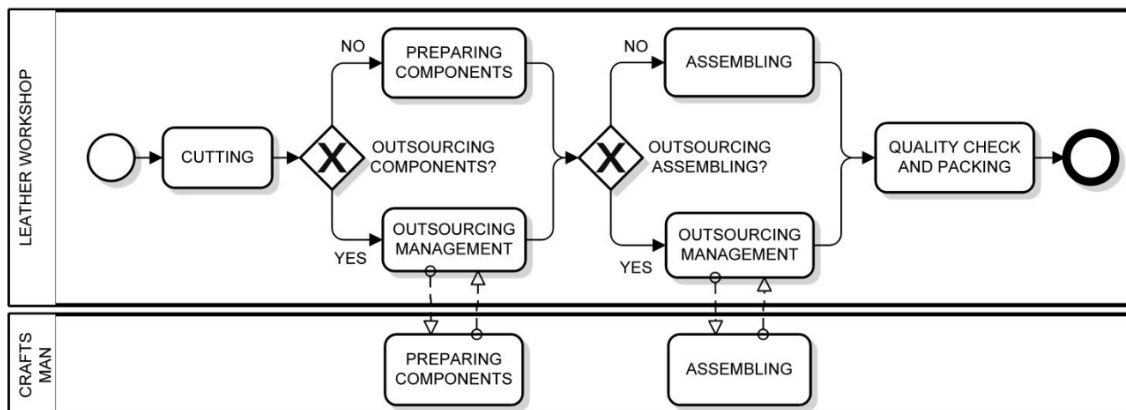 LEATHER WORKSHOP
CUTTING
X
OUTSOURCING
COMPONENTS?
NO
PREPARING
COMPONENTS
YES
OUTSOURCING
MANAGEMENT
X
OUTSOURCING
ASSEMBLING?
NO
ASSEMBLING
YES
OUTSOURCING
MANAGEMENT
QUALITY CHECK
AND PACKING
CRAFTS
MAN
PREPARING
COMPONENTS
ASSEMBLING